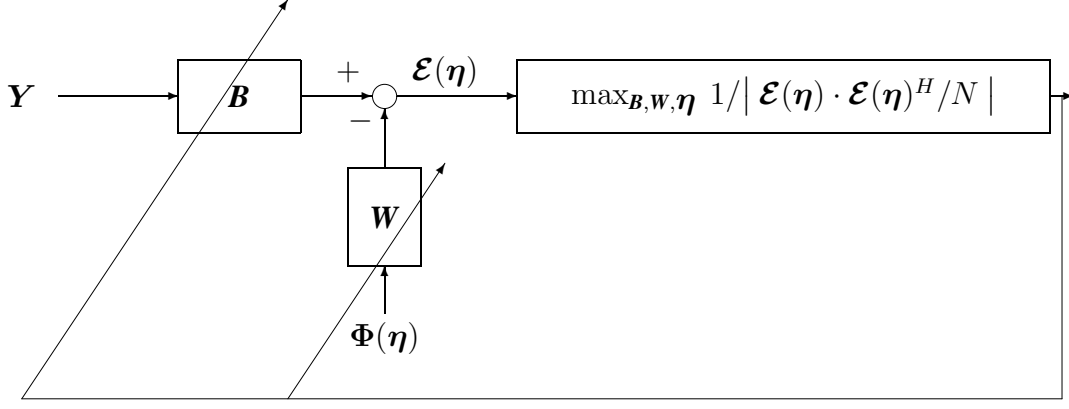 Y
B
+
−
𝓔(η)
max_{B,W,η} 1/| 𝓔(η) · 𝓔(η)^H /N |
W
Φ(η)